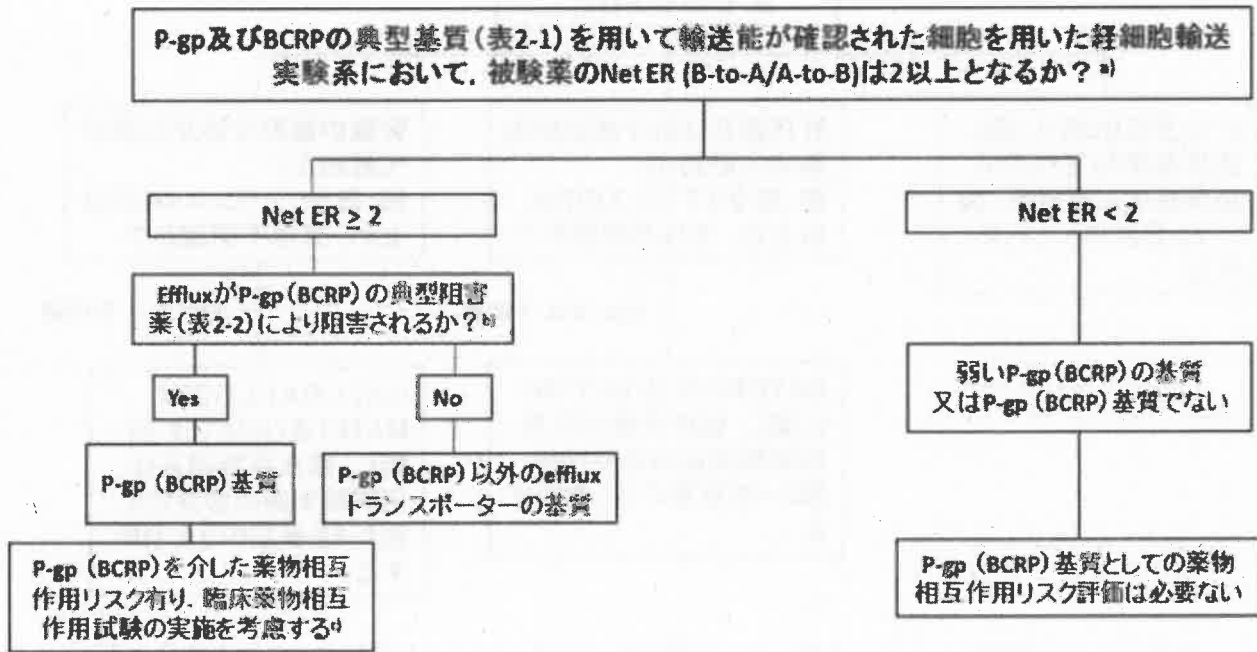 P-gp及びBCRPの典型基質(表2-1)を用いて輸送能が確認された細胞を用いた経細胞輸送
実験系において、被験薬のNet ER (B-to-A/A-to-B)は2以上となるか？a)
Net ER ≥ 2
Net ER < 2
EffluxがP-gp(BCRP)の典型阻害
薬(表2-2)により阻害されるか？b)
Yes
No
弱いP-gp(BCRP)の基質
又はP-gp(BCRP)基質でない
P-gp (BCRP)基質
P-gp (BCRP)以外のefflux
トランスポーターの基質
P-gp (BCRP)を介した薬物相互
作用リスク有り、臨床薬物相互
作用試験の実施を考慮するc)
P-gp (BCRP)基質としての薬物
相互作用リスク評価は必要ない